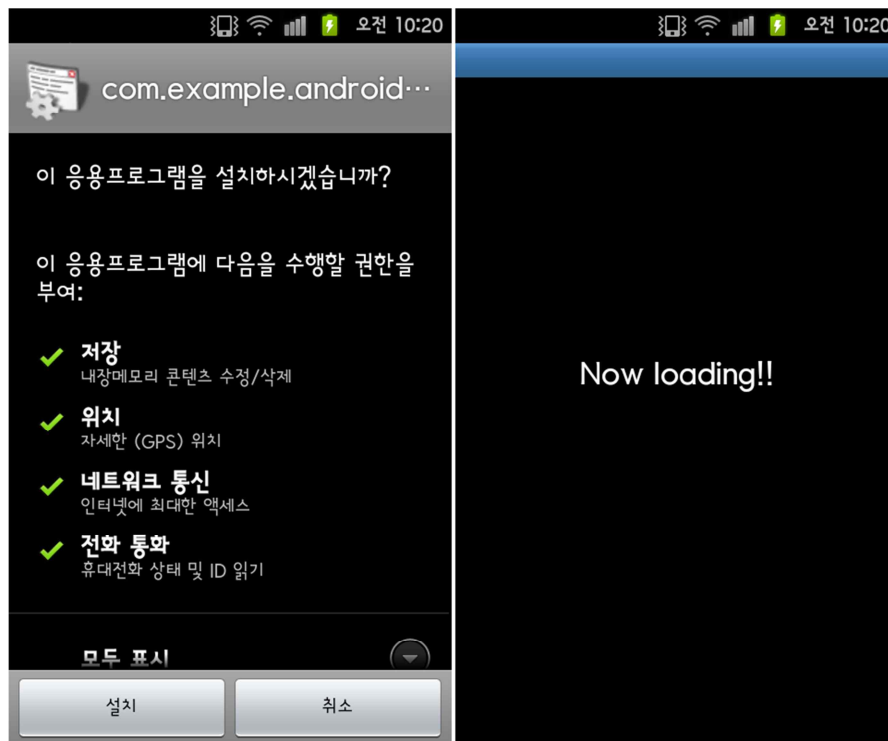 오전 10:20
com.example.android…
이 응용프로그램을 설치하시겠습니까?
이 응용프로그램에 다음을 수행할 권한을
부여:
저장
내장메모리 콘텐츠 수정/삭제
위치
자세한 (GPS) 위치
네트워크 통신
인터넷에 최대한 액세스
전화 통화
휴대전화 상태 및 ID 읽기
모두 표시
설치
취소
오전 10:20
Now loading!!